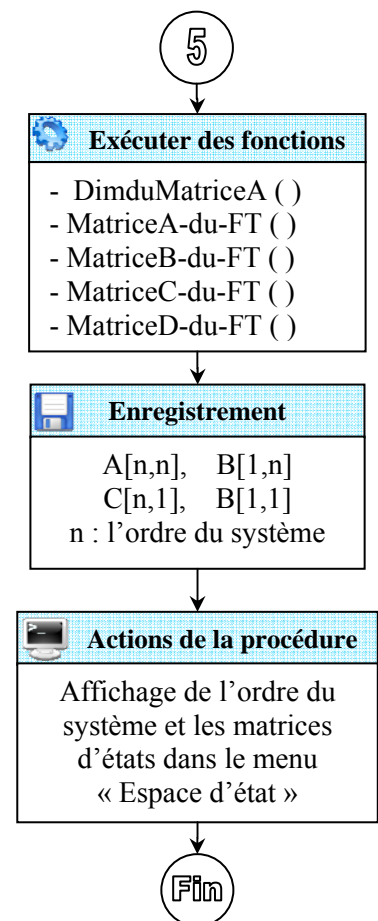 5
Exécuter des fonctions
- DimduMatriceA ( )
- MatriceA-du-FT ( )
- MatriceB-du-FT ( )
- MatriceC-du-FT ( )
- MatriceD-du-FT ( )
Enregistrement
A[n,n], B[1,n]
C[n,1], B[1,1]
n : l’ordre du système
Actions de la procédure
Affichage de l’ordre du
système et les matrices
d’états dans le menu
« Espace d’état »
Fin